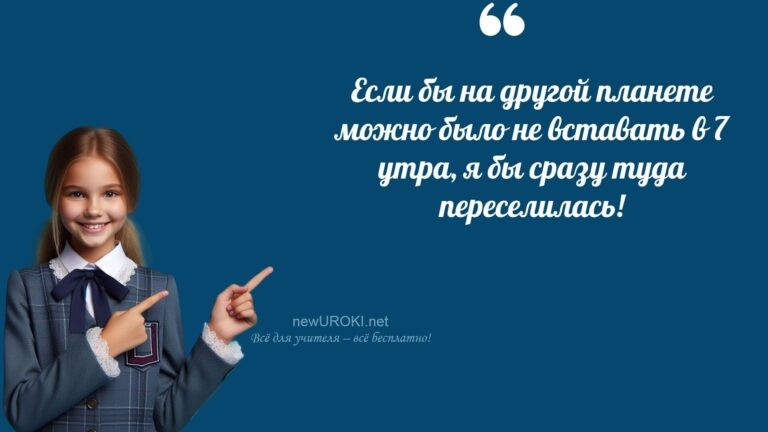 “
Если бы на другой планете
можно было не вставать в 7
утра, я бы сразу туда
переселилась!
newUROKI.net
Всё для учителя – всё бесплатно!